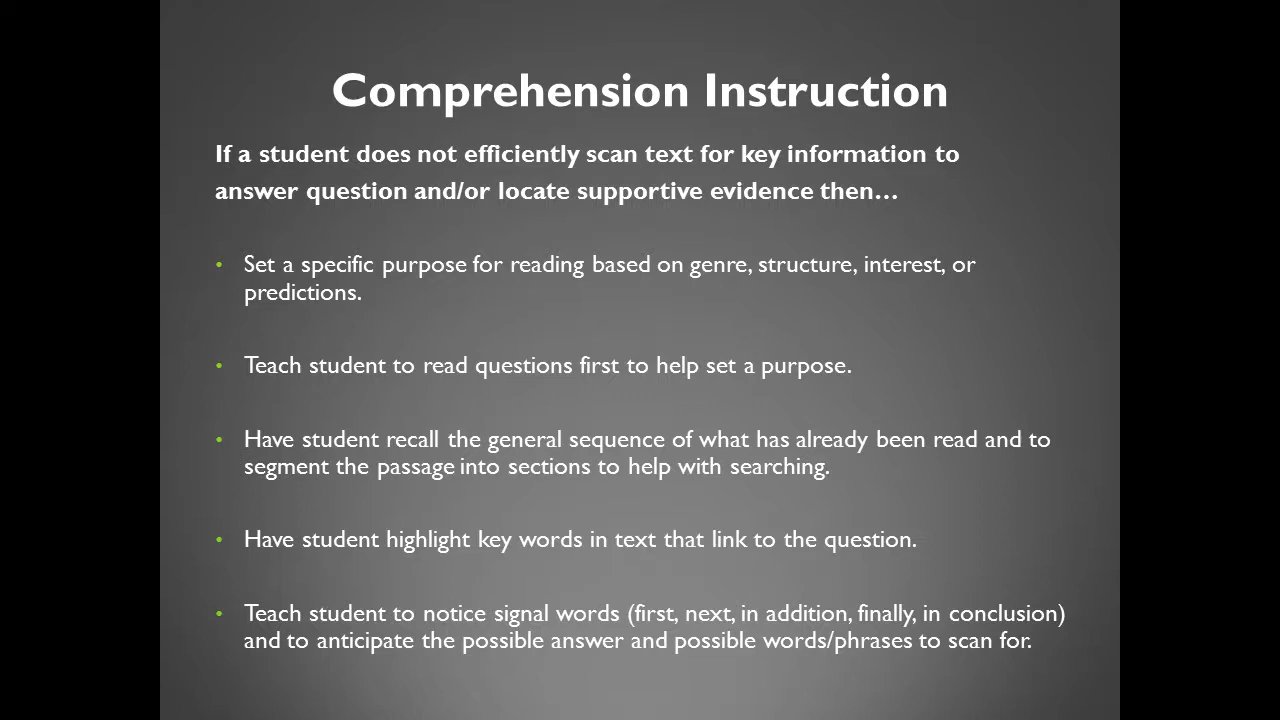 Comprehension Instruction
If a student does not efficiently scan text for key information to
answer question and/or locate supportive evidence then…
• Set a specific purpose for reading based on genre, structure, interest, or
predictions.
• Teach student to read questions first to help set a purpose.
• Have student recall the general sequence of what has already been read and to
segment the passage into sections to help with searching.
• Have student highlight key words in text that link to the question.
• Teach student to notice signal words (first, next, in addition, finally, in conclusion)
and to anticipate the possible answer and possible words/phrases to scan for.